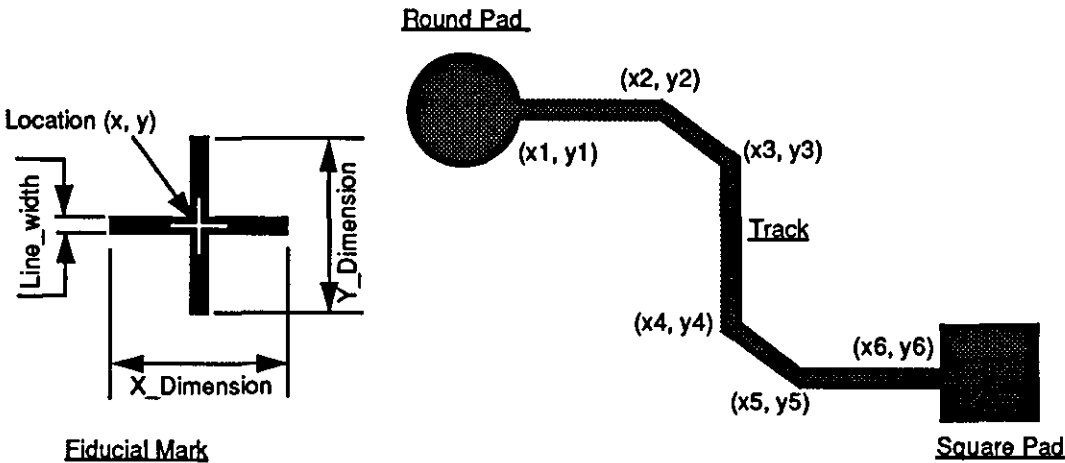 Round Pad
(x2, y2)
Location (x, y)
(x1, y1)
(x3, y3)
Line_width
Y_Dimension
Track
(x4, y4)
(x6, y6)
X_Dimension
(x5, y5)
Fiducial Mark
Square Pad